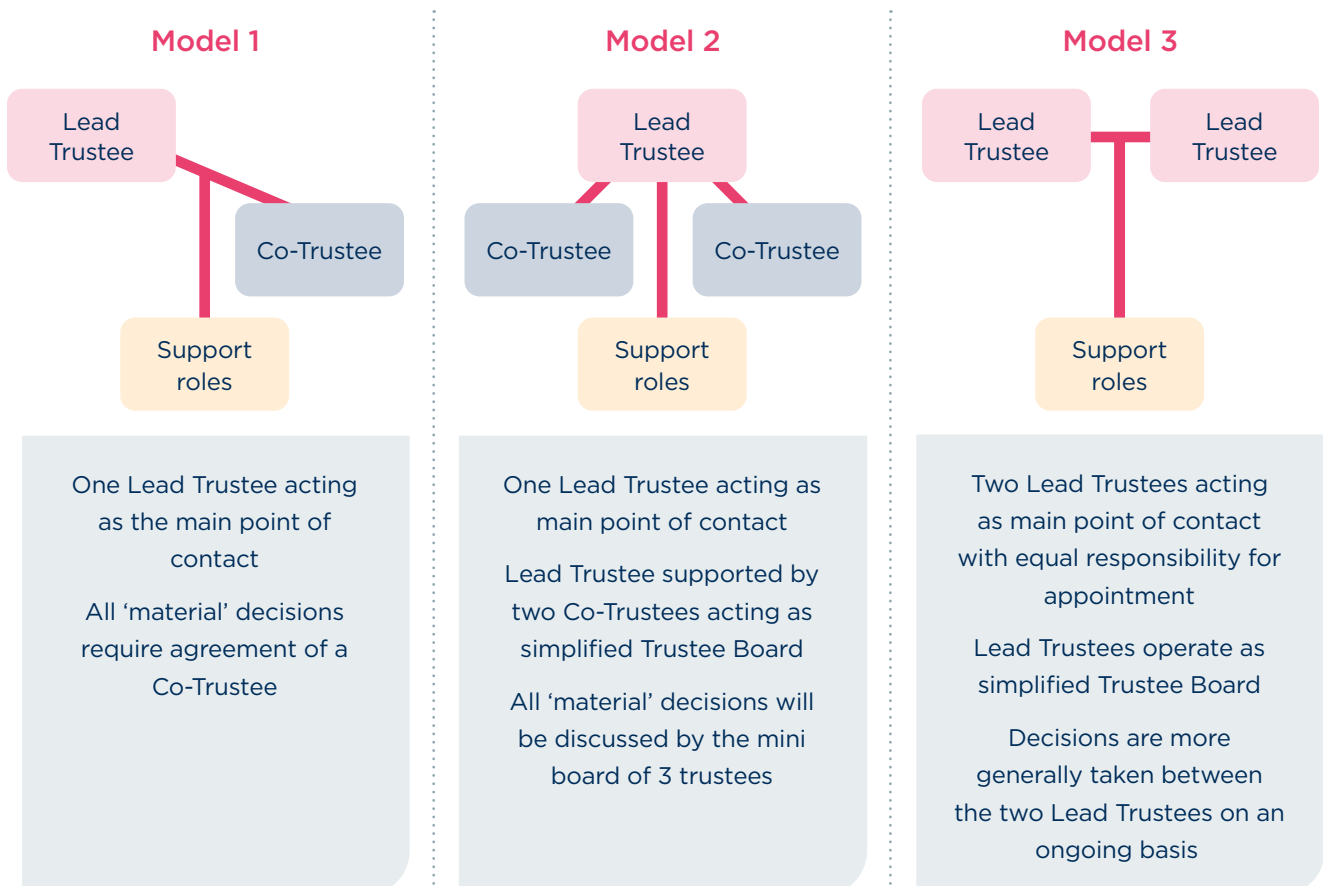 Model 1
Lead
Trustee
Co-Trustee
Support
roles
One Lead Trustee acting
as the main point of
contact
All ‘material’ decisions
require agreement of a
Co-Trustee
Model 2
Lead
Trustee
Co-Trustee
Co-Trustee
Support
roles
One Lead Trustee acting as
main point of contact
Lead Trustee supported by
two Co-Trustees acting as
simplified Trustee Board
All ‘material’ decisions will
be discussed by the mini
board of 3 trustees
Model 3
Lead
Trustee
Lead
Trustee
Support
roles
Two Lead Trustees acting
as main point of contact
with equal responsibility for
appointment
Lead Trustees operate as
simplified Trustee Board
Decisions are more
generally taken between
the two Lead Trustees on an
ongoing basis